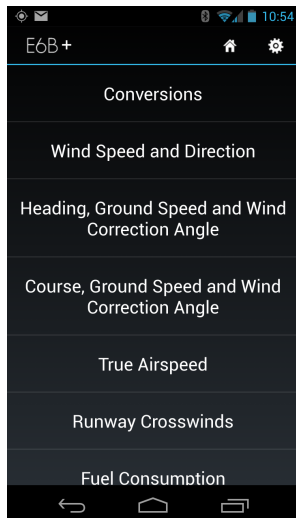 10:54
E6B+
Conversions
Wind Speed and Direction
Heading, Ground Speed and Wind
Correction Angle
Course, Ground Speed and Wind
Correction Angle
True Airspeed
Runway Crosswinds
Fuel Consumption